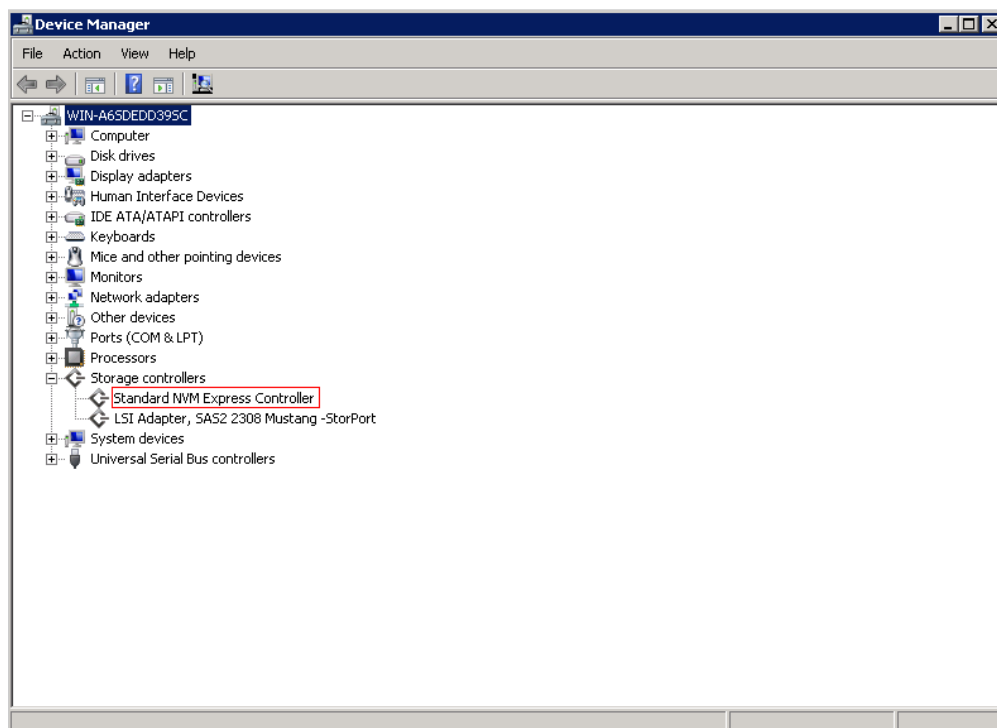 Device Manager
File Action View Help
WIN-A6SDEDD39SC
Computer
Disk drives
Display adapters
Human Interface Devices
IDE ATA/ATAPI controllers
Keyboards
Mice and other pointing devices
Monitors
Network adapters
Other devices
Ports (COM & LPT)
Processors
Storage controllers
Standard NVM Express Controller
LSI Adapter, SAS2 2308 Mustang -StorPort
System devices
Universal Serial Bus controllers